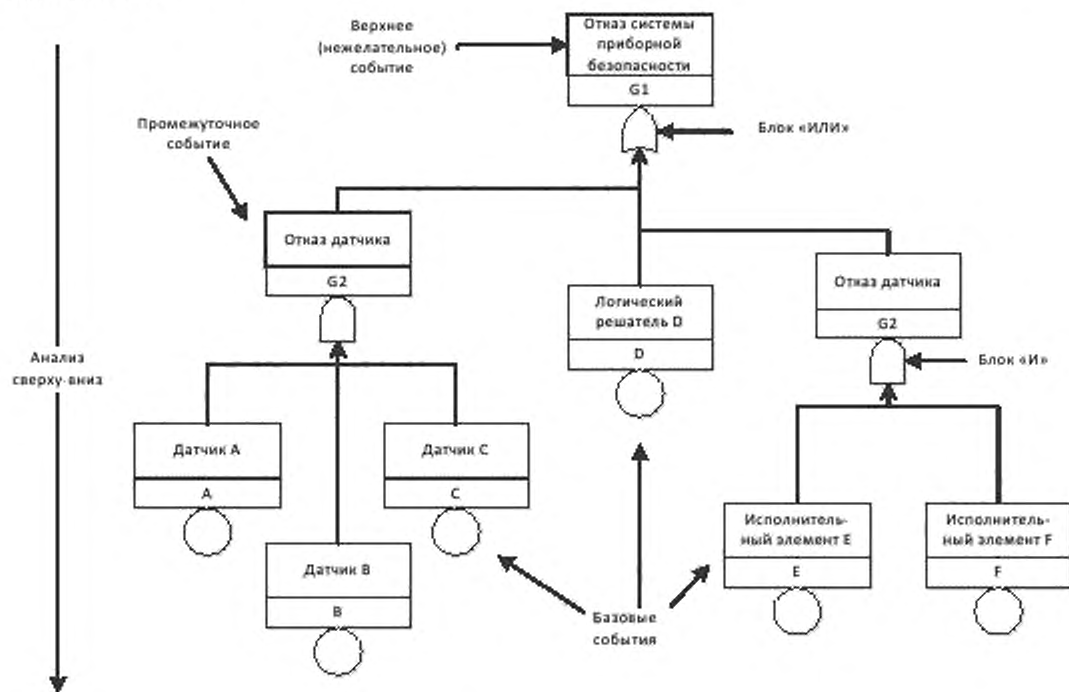 Верхнее
(нежелательное)
событие
Отказ системы
приборной
безопасности
G1
Блок «ИЛИ»
Промежуточное
событие
Отказ датчика
G2
Логический
решатель D
D
Отказ датчика
G2
Блок «И»
Анализ
сверху-вниз
Датчик A
A
Датчик C
C
Датчик B
B
Исполнитель-
ный элемент E
E
Исполнитель-
ный элемент F
F
Базовые
события